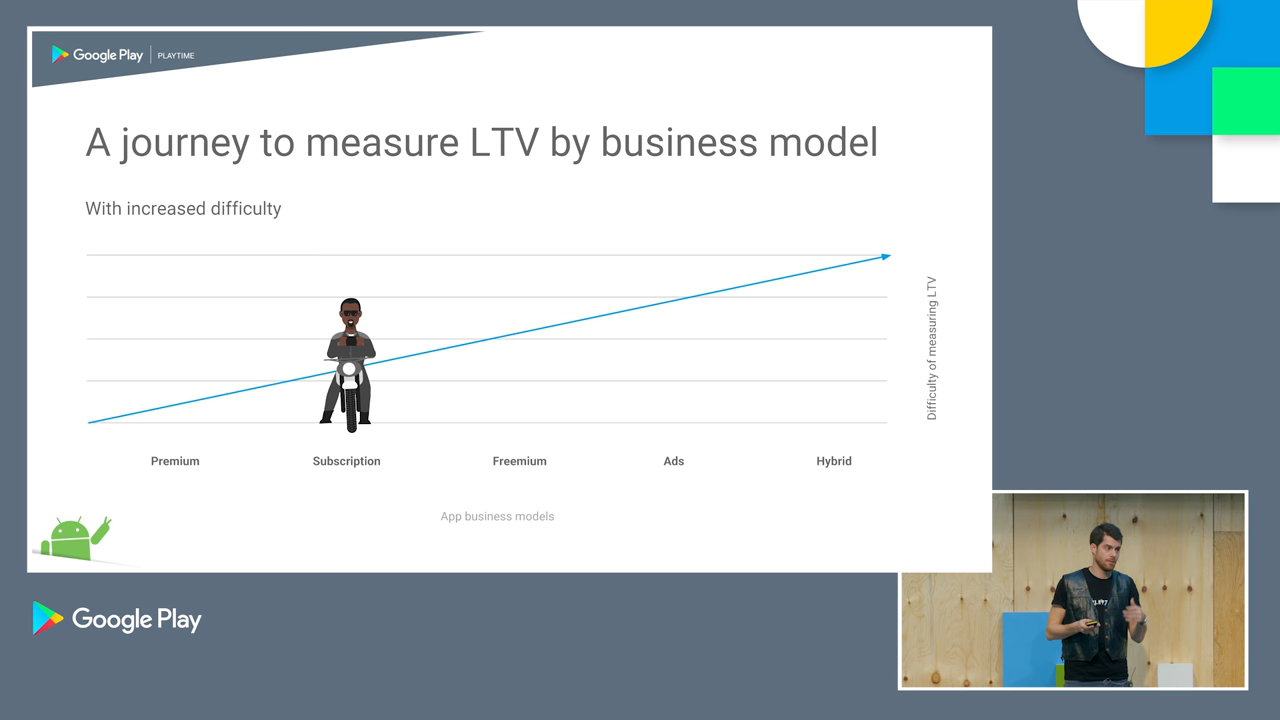 Google Play | PLAYTIME
A journey to measure LTV by business model
With increased difficulty
Difficulty of measuring LTV
Premium Subscription Freemium Ads Hybrid
App business models
Google Play